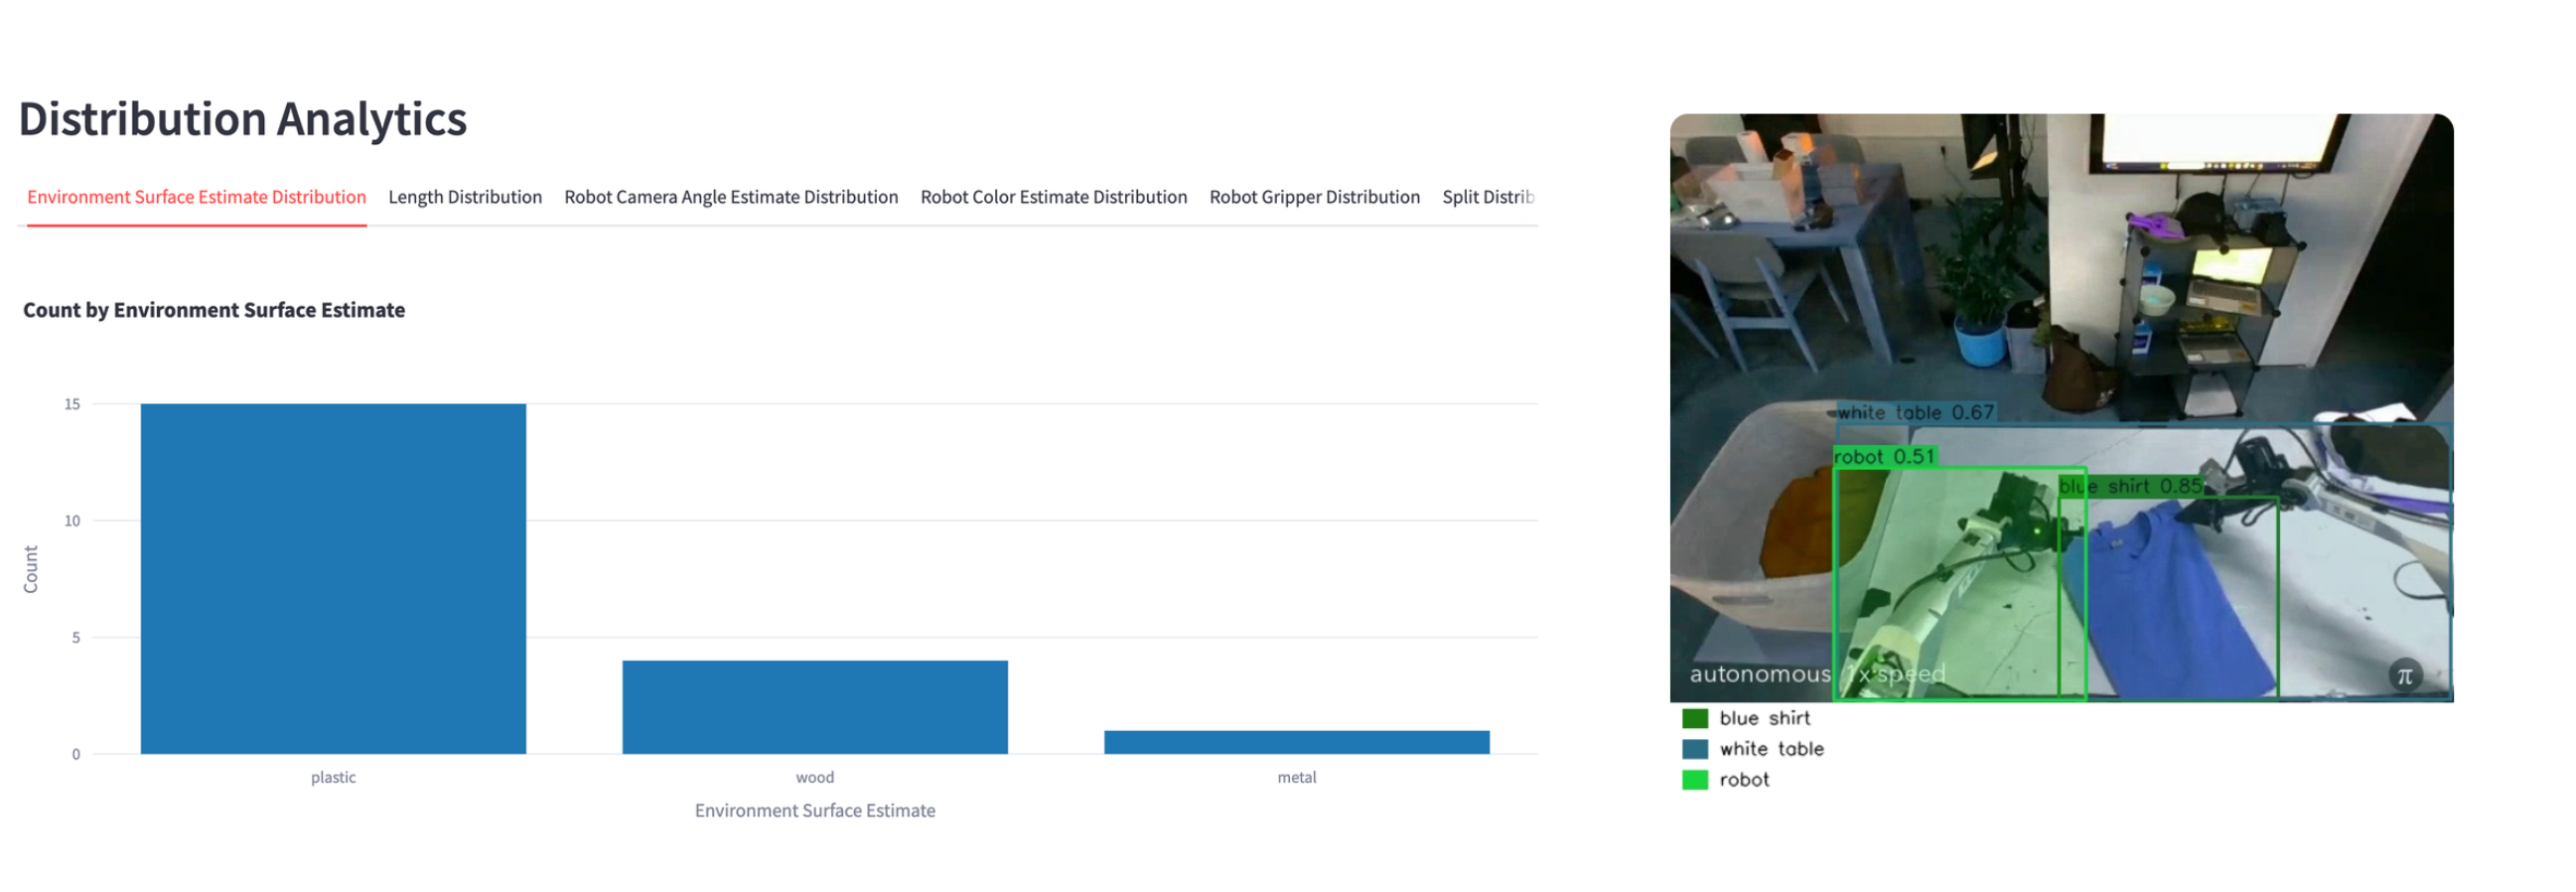 Distribution Analytics
Environment Surface Estimate Distribution Length Distribution Robot Camera Angle Estimate Distribution Robot Color Estimate Distribution Robot Gripper Distribution Split Distrib
Count by Environment Surface Estimate
15
10
5
0
Count
plastic wood metal
Environment Surface Estimate
white table 0.67
robot 0.51
blue shirt 0.85
autonomous 1x speed
π
blue shirt
white table
robot